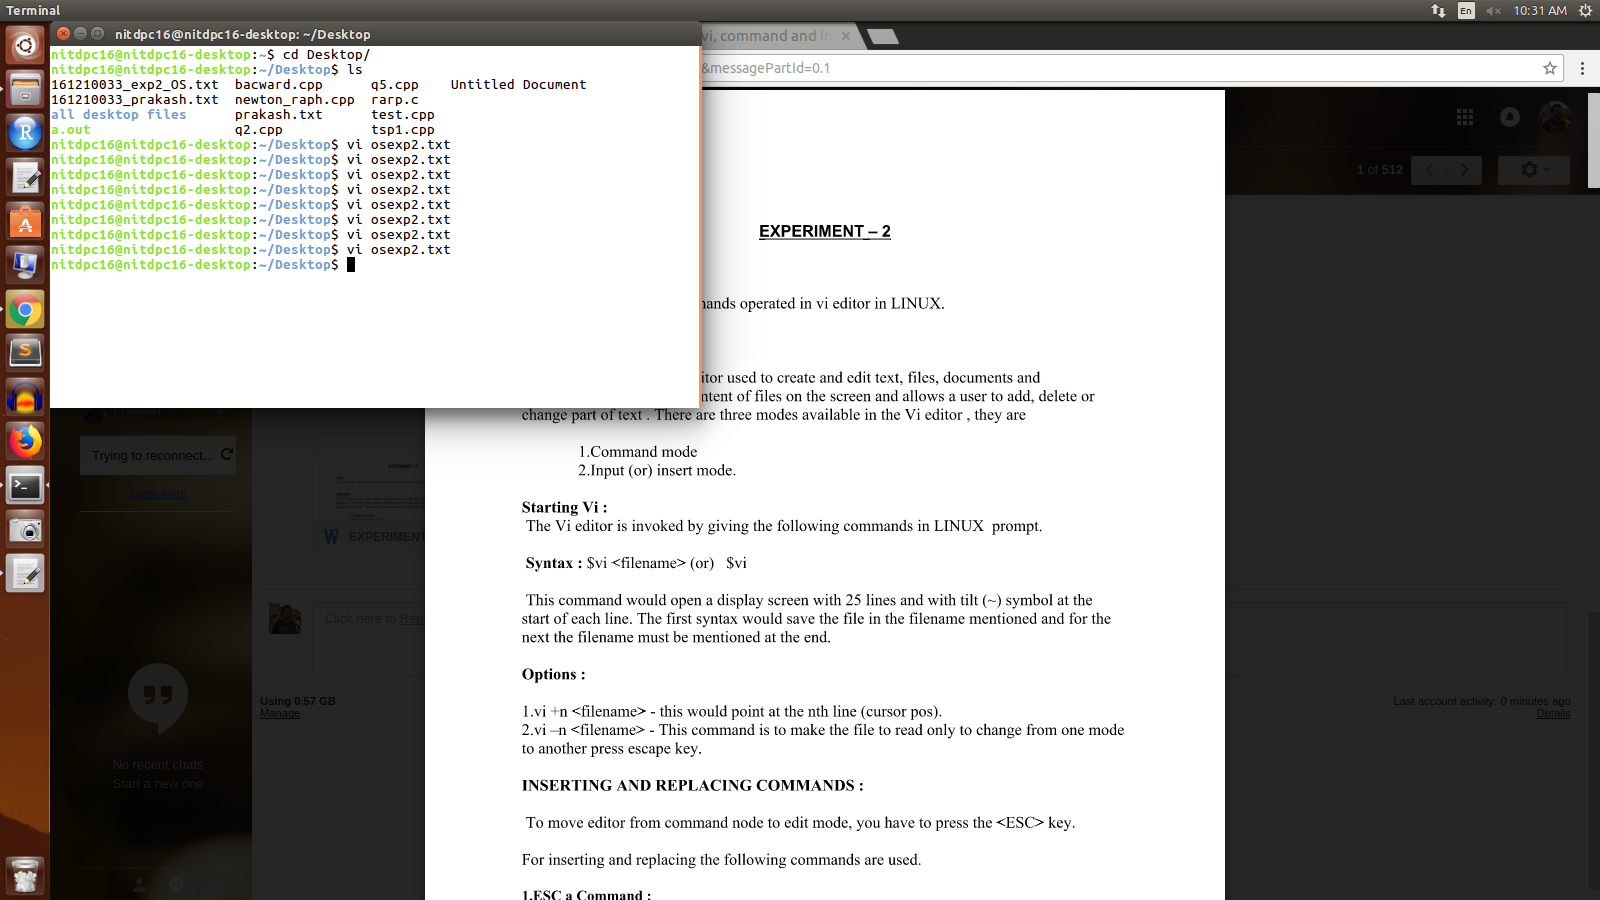 Terminal
En
10:31 AM
nitdpc16@nitdpc16-desktop: ~/Desktop
nitdpc16@nitdpc16-desktop:~$ cd Desktop/
nitdpc16@nitdpc16-desktop:~/Desktop$ ls
161210033_exp2_OS.txt  bacward.cpp      q5.cpp    Untitled Document
161210033_prakash.txt  newton_raph.cpp  rarp.c
all desktop files      prakash.txt      test.cpp
a.out                  q2.cpp           tsp1.cpp
nitdpc16@nitdpc16-desktop:~/Desktop$ vi osexp2.txt
nitdpc16@nitdpc16-desktop:~/Desktop$ vi osexp2.txt
nitdpc16@nitdpc16-desktop:~/Desktop$ vi osexp2.txt
nitdpc16@nitdpc16-desktop:~/Desktop$ vi osexp2.txt
nitdpc16@nitdpc16-desktop:~/Desktop$ vi osexp2.txt
nitdpc16@nitdpc16-desktop:~/Desktop$ vi osexp2.txt
nitdpc16@nitdpc16-desktop:~/Desktop$ vi osexp2.txt
nitdpc16@nitdpc16-desktop:~/Desktop$ vi osexp2.txt
nitdpc16@nitdpc16-desktop:~/Desktop$
vi, command and in
&messagePartId=0.1
1 of 512
EXPERIMENT – 2
ands operated in vi editor in LINUX.
itor used to create and edit text, files, documents and
ntent of files on the screen and allows a user to add, delete or
change part of text . There are three modes available in the Vi editor , they are
1.Command mode
2.Input (or) insert mode.
Starting Vi :
The Vi editor is invoked by giving the following commands in LINUX  prompt.
Syntax : $vi <filename> (or)   $vi
This command would open a display screen with 25 lines and with tilt (~) symbol at the
start of each line. The first syntax would save the file in the filename mentioned and for the
next the filename must be mentioned at the end.
Options :
1.vi +n <filename> - this would point at the nth line (cursor pos).
2.vi –n <filename> - This command is to make the file to read only to change from one mode
to another press escape key.
INSERTING AND REPLACING COMMANDS :
To move editor from command node to edit mode, you have to press the <ESC> key.
For inserting and replacing the following commands are used.
1.ESC a Command :
Trying to reconnect...
Learn more
W EXPERIMENT
Click here to Rep
Using 0.57 GB
Manage
Last account activity: 0 minutes ago
Details
No recent chats
Start a new one